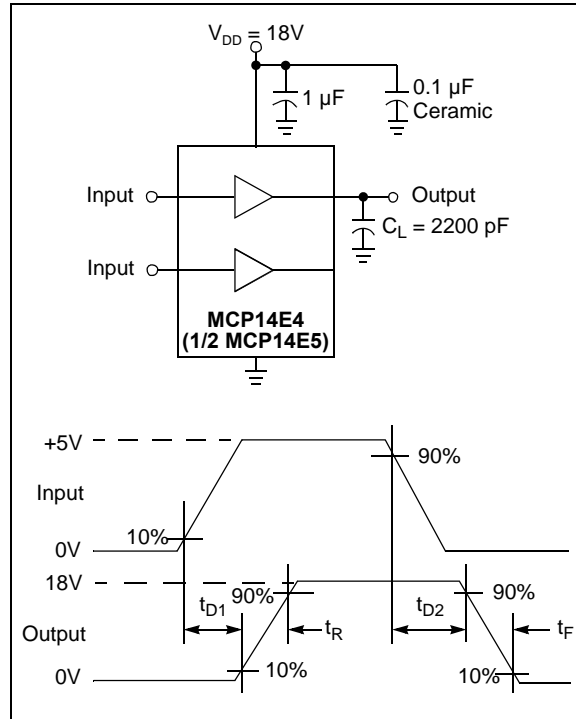 V_DD = 18V
1 µF
0.1 µF
Ceramic
Input
Output
C_L = 2200 pF
Input
MCP14E4
(1/2 MCP14E5)
+5V
90%
Input
10%
0V
18V
90%
t_D1
t_R
t_D2
90%
t_F
Output
0V
10%
10%